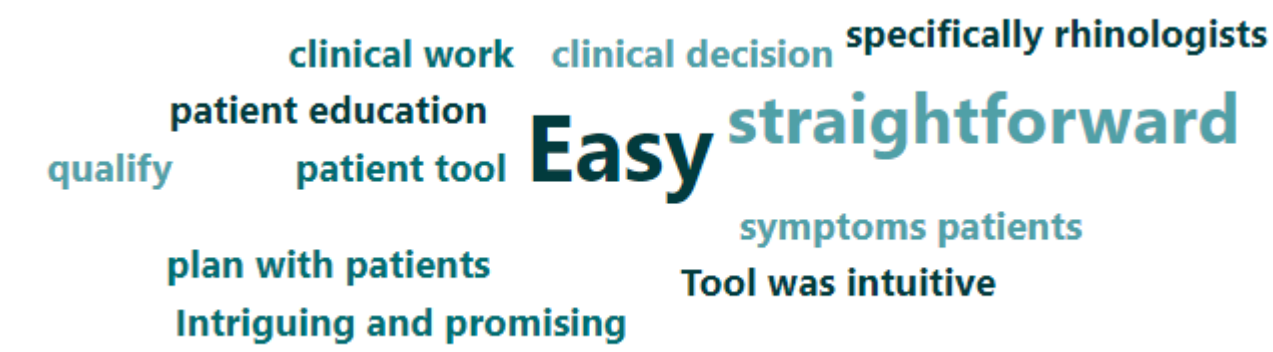 specifically rhinologists
clinical work
clinical decision
patient education
straightforward
Easy
qualify
patient tool
symptoms patients
plan with patients
Tool was intuitive
Intriguing and promising